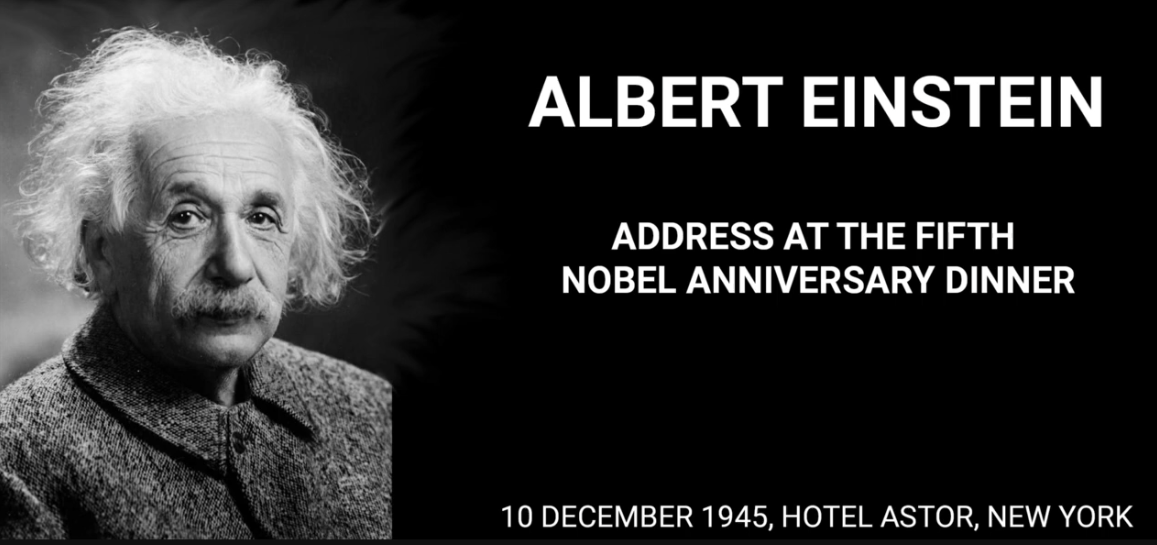 ALBERT EINSTEIN
ADDRESS AT THE FIFTH
NOBEL ANNIVERSARY DINNER
10 DECEMBER 1945, HOTEL ASTOR, NEW YORK